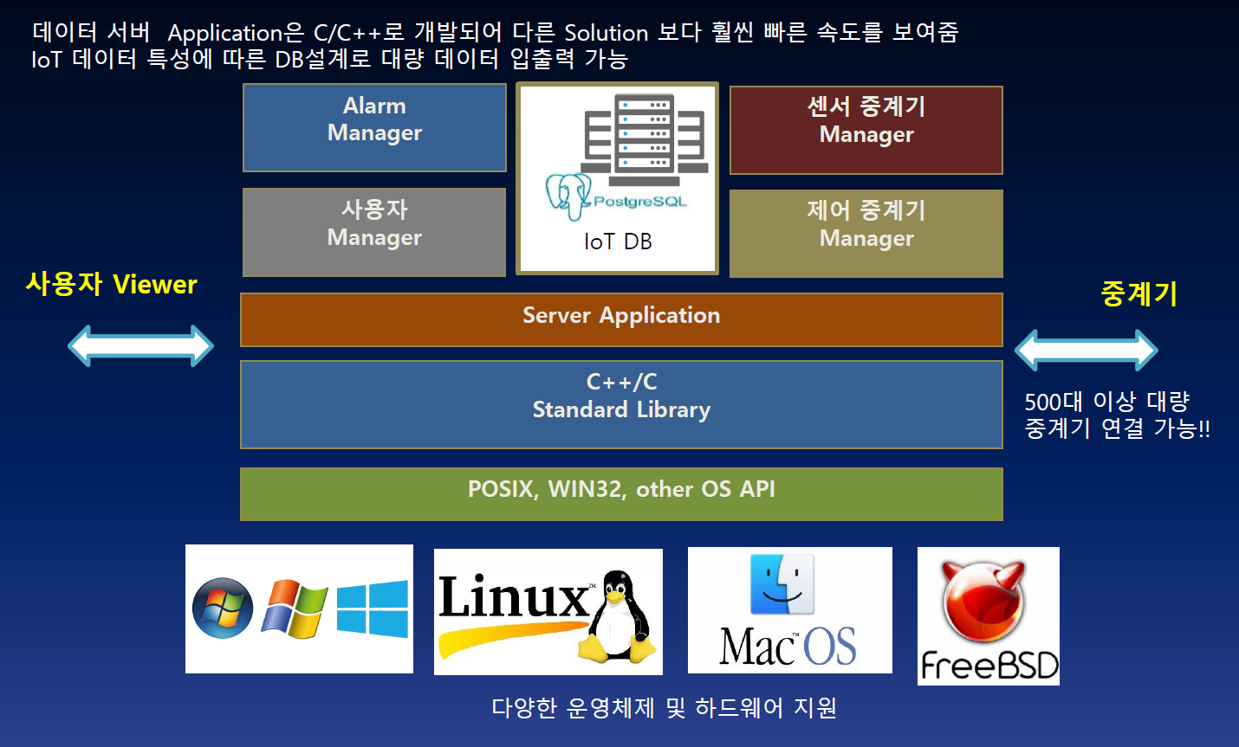 데이터 서버 Application은 C/C++로 개발되어 다른 Solution 보다 훨씬 빠른 속도를 보여줌
IoT 데이터 특성에 따른 DB설계로 대량 데이터 입출력 가능
Alarm
Manager
센서 중계기
Manager
PostgreSQL
IoT DB
사용자
Manager
제어 중계기
Manager
사용자 Viewer
중계기
Server Application
C++/C
Standard Library
500대 이상 대량
중계기 연결 가능!!
POSIX, WIN32, other OS API
Linux™
Mac™ OS
FreeBSD
다양한 운영체제 및 하드웨어 지원